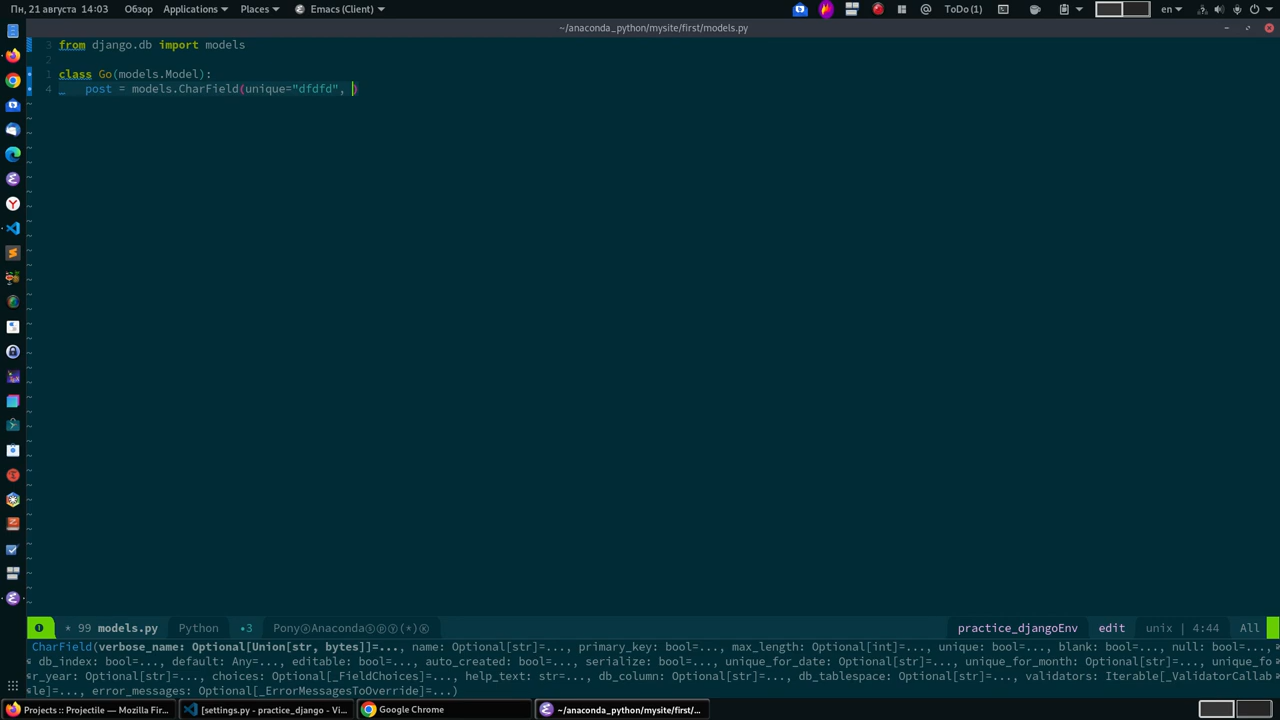 Пн, 21 августа 14:03 Обзор Applications Places Emacs (Client) @ ToDo (1) en
~/anaconda_python/mysite/first/models.py
3 from django.db import models
2
1 class Go(models.Model):
4 post = models.CharField(unique="dfdfd", )
* 99 models.py Python •3 PonyⓐAnacondaⓢⓟⓨ(*)Ⓚ practice_djangoEnv edit unix | 4:44 All
CharField(verbose_name: Optional[Union[str, bytes]]=..., name: Optional[str]=..., primary_key: bool=..., max_length: Optional[int]=..., unique: bool=..., blank: bool=..., null: bool=...,
db_index: bool=..., default: Any=..., editable: bool=..., auto_created: bool=..., serialize: bool=..., unique_for_date: Optional[str]=..., unique_for_month: Optional[str]=..., unique_fo
r_year: Optional[str]=..., choices: Optional[_FieldChoices]=..., help_text: str=..., db_column: Optional[str]=..., db_tablespace: Optional[str]=..., validators: Iterable[_ValidatorCallab
le]=..., error_messages: Optional[_ErrorMessagesToOverride]=...)
Projects :: Projectile — Mozilla Fir... [settings.py - practice_django - Vi... Google Chrome ~/anaconda_python/mysite/first/...